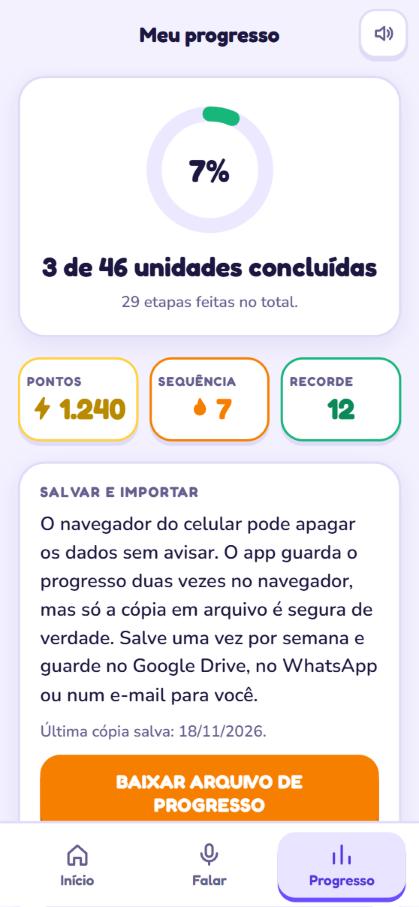 Meu progresso
7%
3 de 46 unidades concluídas
29 etapas feitas no total.
PONTOS
1.240
SEQUÊNCIA
7
RECORDE
12
SALVAR E IMPORTAR
O navegador do celular pode apagar
os dados sem avisar. O app guarda o
progresso duas vezes no navegador,
mas só a cópia em arquivo é segura de
verdade. Salve uma vez por semana e
guarde no Google Drive, no WhatsApp
ou num e-mail para você.
Última cópia salva: 18/11/2026.
BAIXAR ARQUIVO DE
PROGRESSO
Início
Falar
Progresso